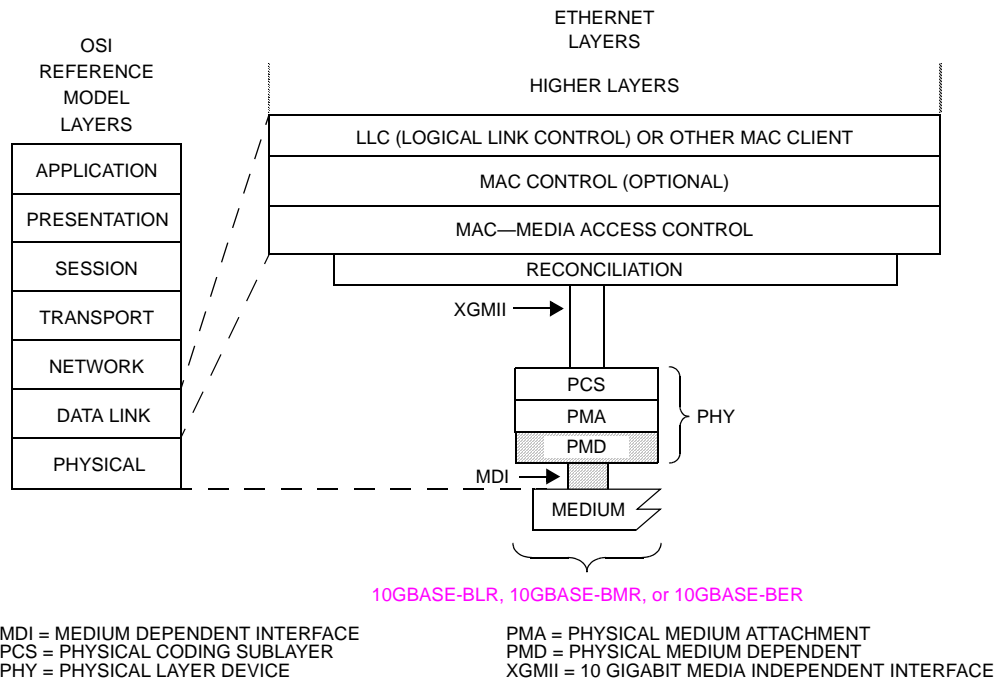 ETHERNET
LAYERS
OSI
REFERENCE
MODEL
LAYERS
HIGHER LAYERS
LLC (LOGICAL LINK CONTROL) OR OTHER MAC CLIENT
APPLICATION
MAC CONTROL (OPTIONAL)
PRESENTATION
MAC—MEDIA ACCESS CONTROL
SESSION
RECONCILIATION
TRANSPORT
XGMII
NETWORK
PCS
DATA LINK
PMA
PHY
PHYSICAL
PMD
MDI
MEDIUM
10GBASE-BLR, 10GBASE-BMR, or 10GBASE-BER
MDI = MEDIUM DEPENDENT INTERFACE
PCS = PHYSICAL CODING SUBLAYER
PHY = PHYSICAL LAYER DEVICE
PMA = PHYSICAL MEDIUM ATTACHMENT
PMD = PHYSICAL MEDIUM DEPENDENT
XGMII = 10 GIGABIT MEDIA INDEPENDENT INTERFACE